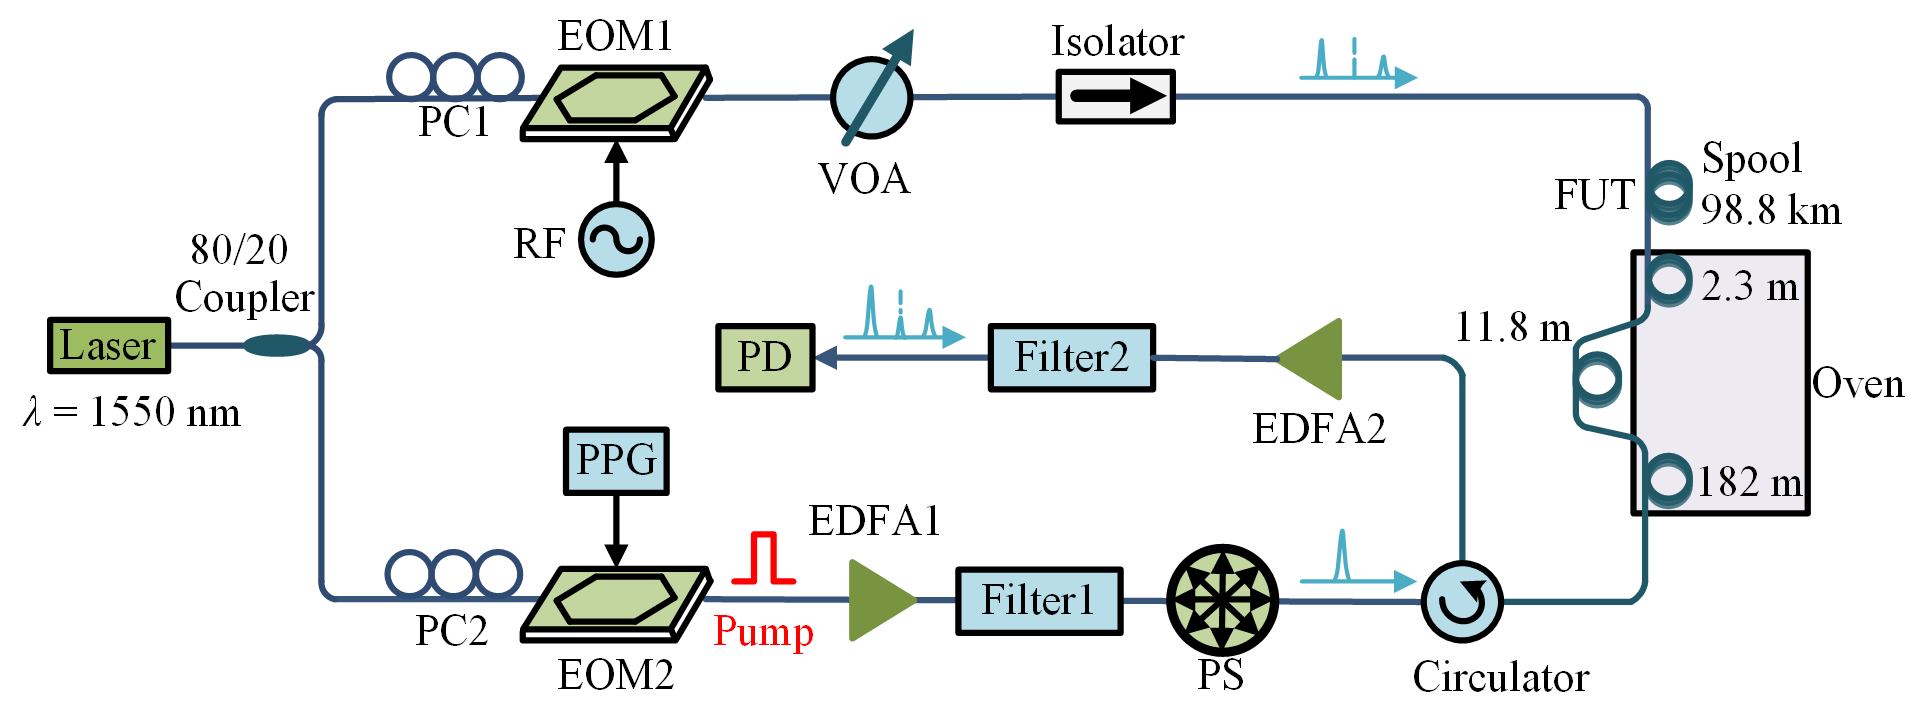 EOM1
PC1
VOA
Isolator
RF
FUT
Spool
98.8 km
80/20
Coupler
Laser
λ = 1550 nm
PD
Filter2
EDFA2
2.3 m
11.8 m
Oven
182 m
PPG
PC2
EOM2
Pump
EDFA1
Filter1
PS
Circulator